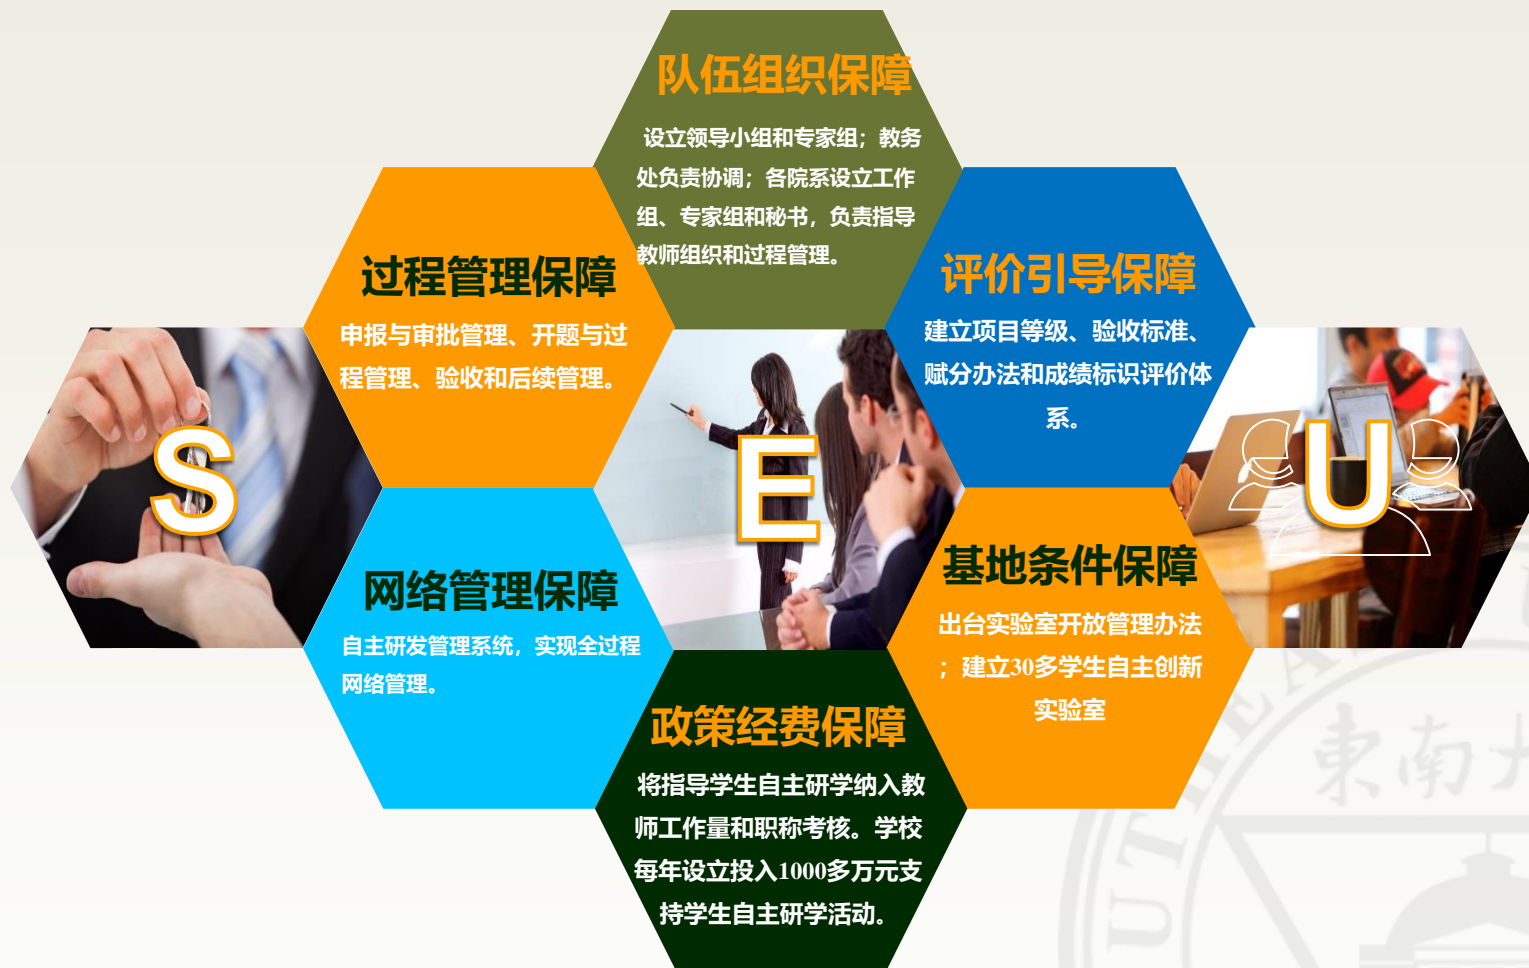 队伍组织保障
设立领导小组和专家组；教务
处负责协调；各院系设立工作
组、专家组和秘书，负责指导
教师组织和过程管理。
过程管理保障
申报与审批管理、开题与过
程管理、验收和后续管理。
评价引导保障
建立项目等级、验收标准、
赋分办法和成绩标识评价体
系。
S
E
U
网络管理保障
自主研发管理系统，实现全过程
网络管理。
基地条件保障
出台实验室开放管理办法
；建立30多学生自主创新
实验室
政策经费保障
将指导学生自主研学纳入教
师工作量和职称考核。学校
每年设立投入1000多万元支
持学生自主研学活动。
東南大